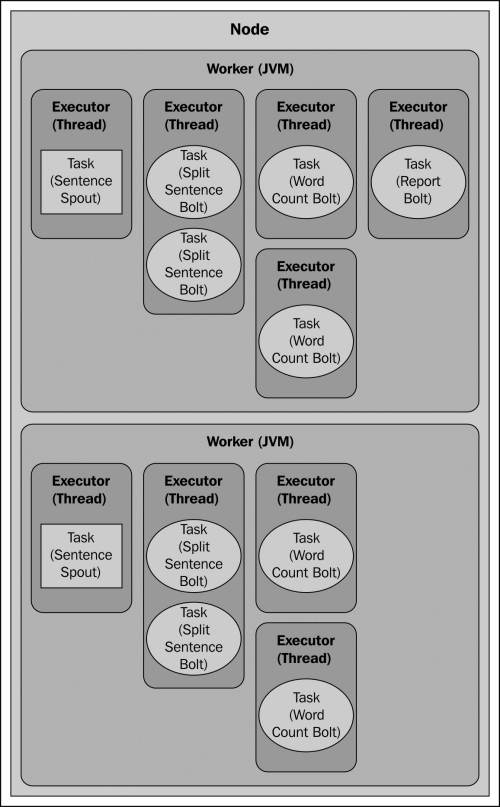 Node
Worker (JVM)
Executor
(Thread)
Task
(Sentence
Spout)
Executor
(Thread)
Task
(Split
Sentence
Bolt)
Task
(Split
Sentence
Bolt)
Executor
(Thread)
Task
(Word
Count Bolt)
Executor
(Thread)
Task
(Report
Bolt)
Executor
(Thread)
Task
(Word
Count Bolt)
Worker (JVM)
Executor
(Thread)
Task
(Sentence
Spout)
Executor
(Thread)
Task
(Split
Sentence
Bolt)
Task
(Split
Sentence
Bolt)
Executor
(Thread)
Task
(Word
Count Bolt)
Executor
(Thread)
Task
(Word
Count Bolt)